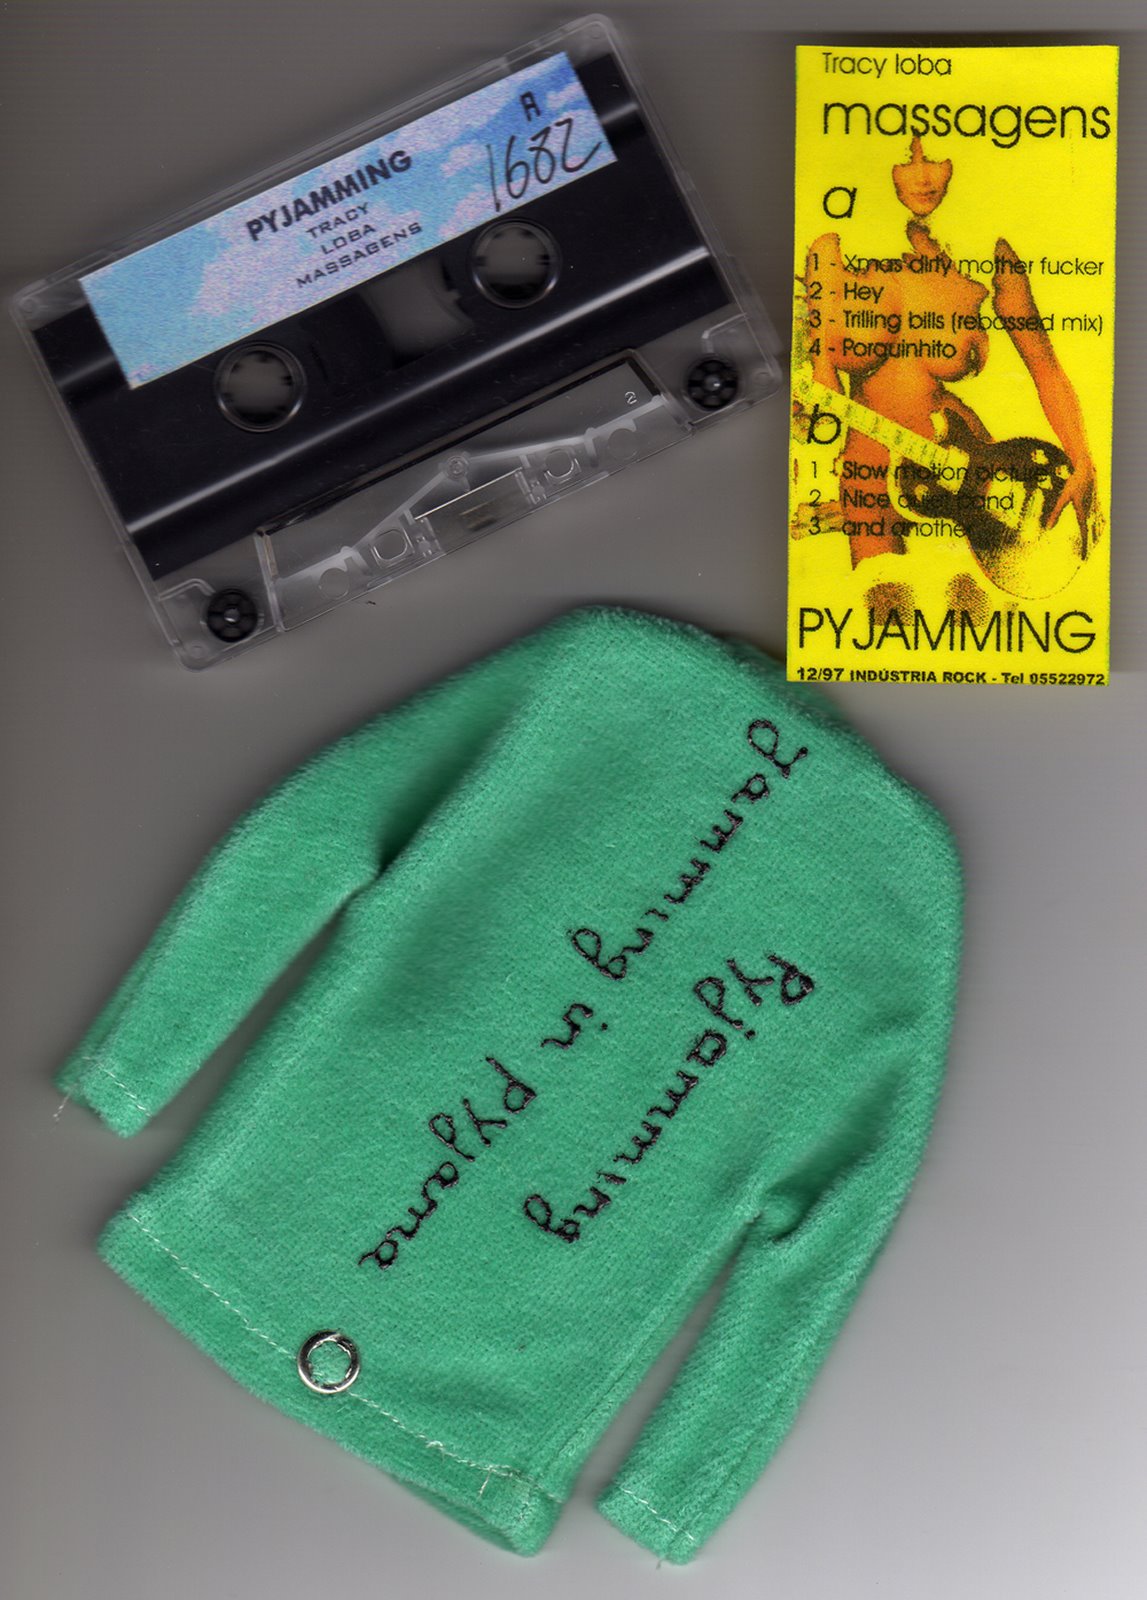 A
1682
PYJAMMING
TRACY
LOBA
MASSAGENS
Tracy loba
massagens
a
1 - Xmas dirty mother fucker
2 - Hey
3 - Trilling bills (rebassed mix)
4 - Porquinhito
b
1 - Slow motion picture
2 - Nice quiet band
3 - and another
PYJAMMING
12/97 INDÚSTRIA ROCK - Tel 05522972
Jamming in pyjama
Pyjamming
2